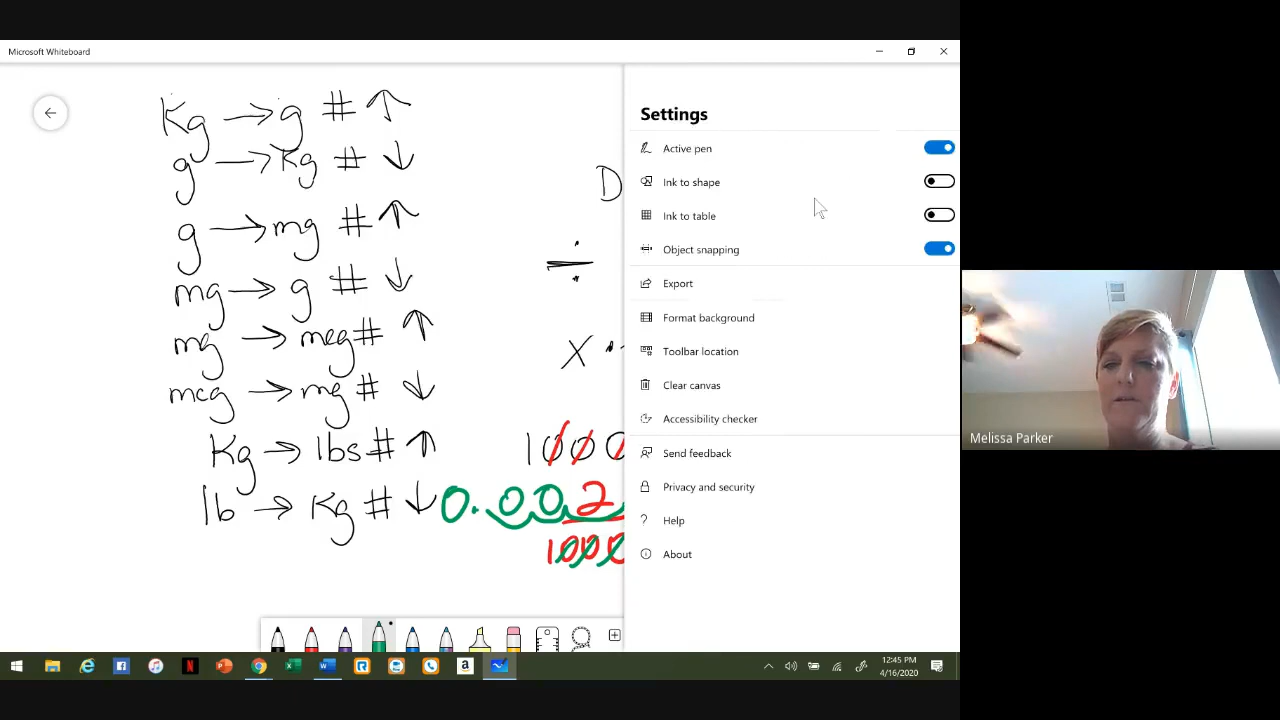 Microsoft Whiteboard
Kg → g # ↑
g → Kg # ↓
g → mg # ↑
mg → g # ↓
mg → mcg # ↑
mcg → mg # ↓
Kg → lbs # ↑
lb → Kg # ↓
D
÷
X
1000
0.002
1000
Settings
Active pen
Ink to shape
Ink to table
Object snapping
Export
Format background
Toolbar location
Clear canvas
Accessibility checker
Send feedback
Privacy and security
Help
About
Melissa Parker
12:45 PM
4/16/2020